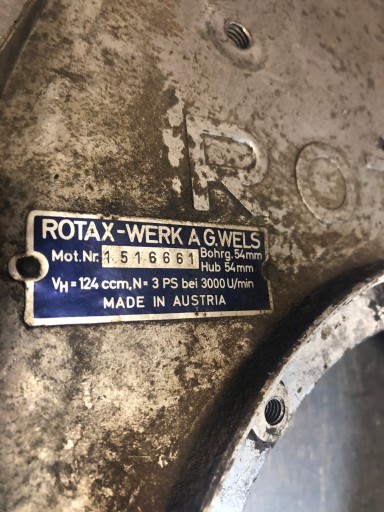 RO
ROTAX-WERK A.G.WELS
Mot.Nr. 1516661 Bohrg. 54mm
Hub 54mm
VH = 124 ccm, N = 3 PS bei 3000 U/min
MADE IN AUSTRIA